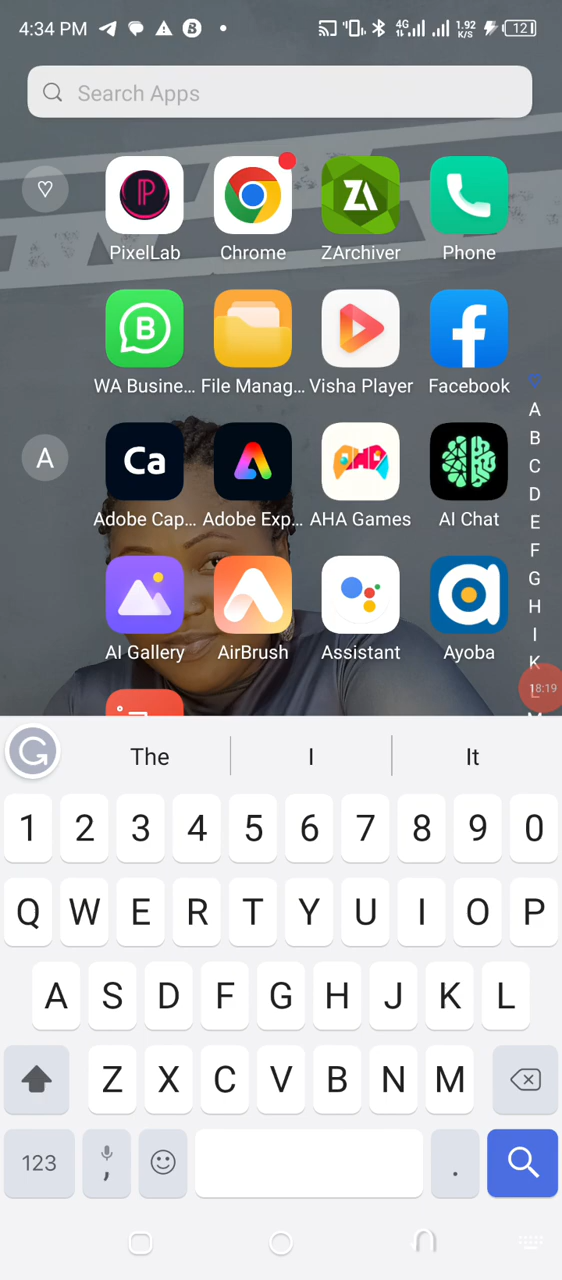 4:34 PM 4G 1.92 K/S 12
Search Apps
PixelLab Chrome ZArchiver Phone
B
WA Busine... File Manag... Visha Player Facebook
A
Ca
Adobe Cap... Adobe Exp... AHA Games AI Chat
AI Gallery AirBrush Assistant Ayoba
A
B
C
D
E
F
G
H
I
K
L
18:19
The I It
1 2 3 4 5 6 7 8 9 0
Q W E R T Y U I O P
A S D F G H J K L
Z X C V B N M
123 , .